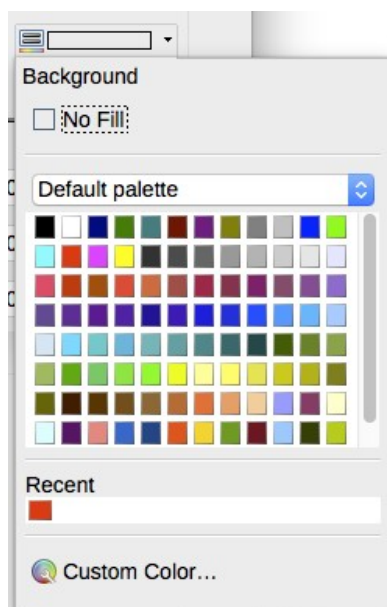 Background
No Fill
Default palette
Recent
Custom Color...